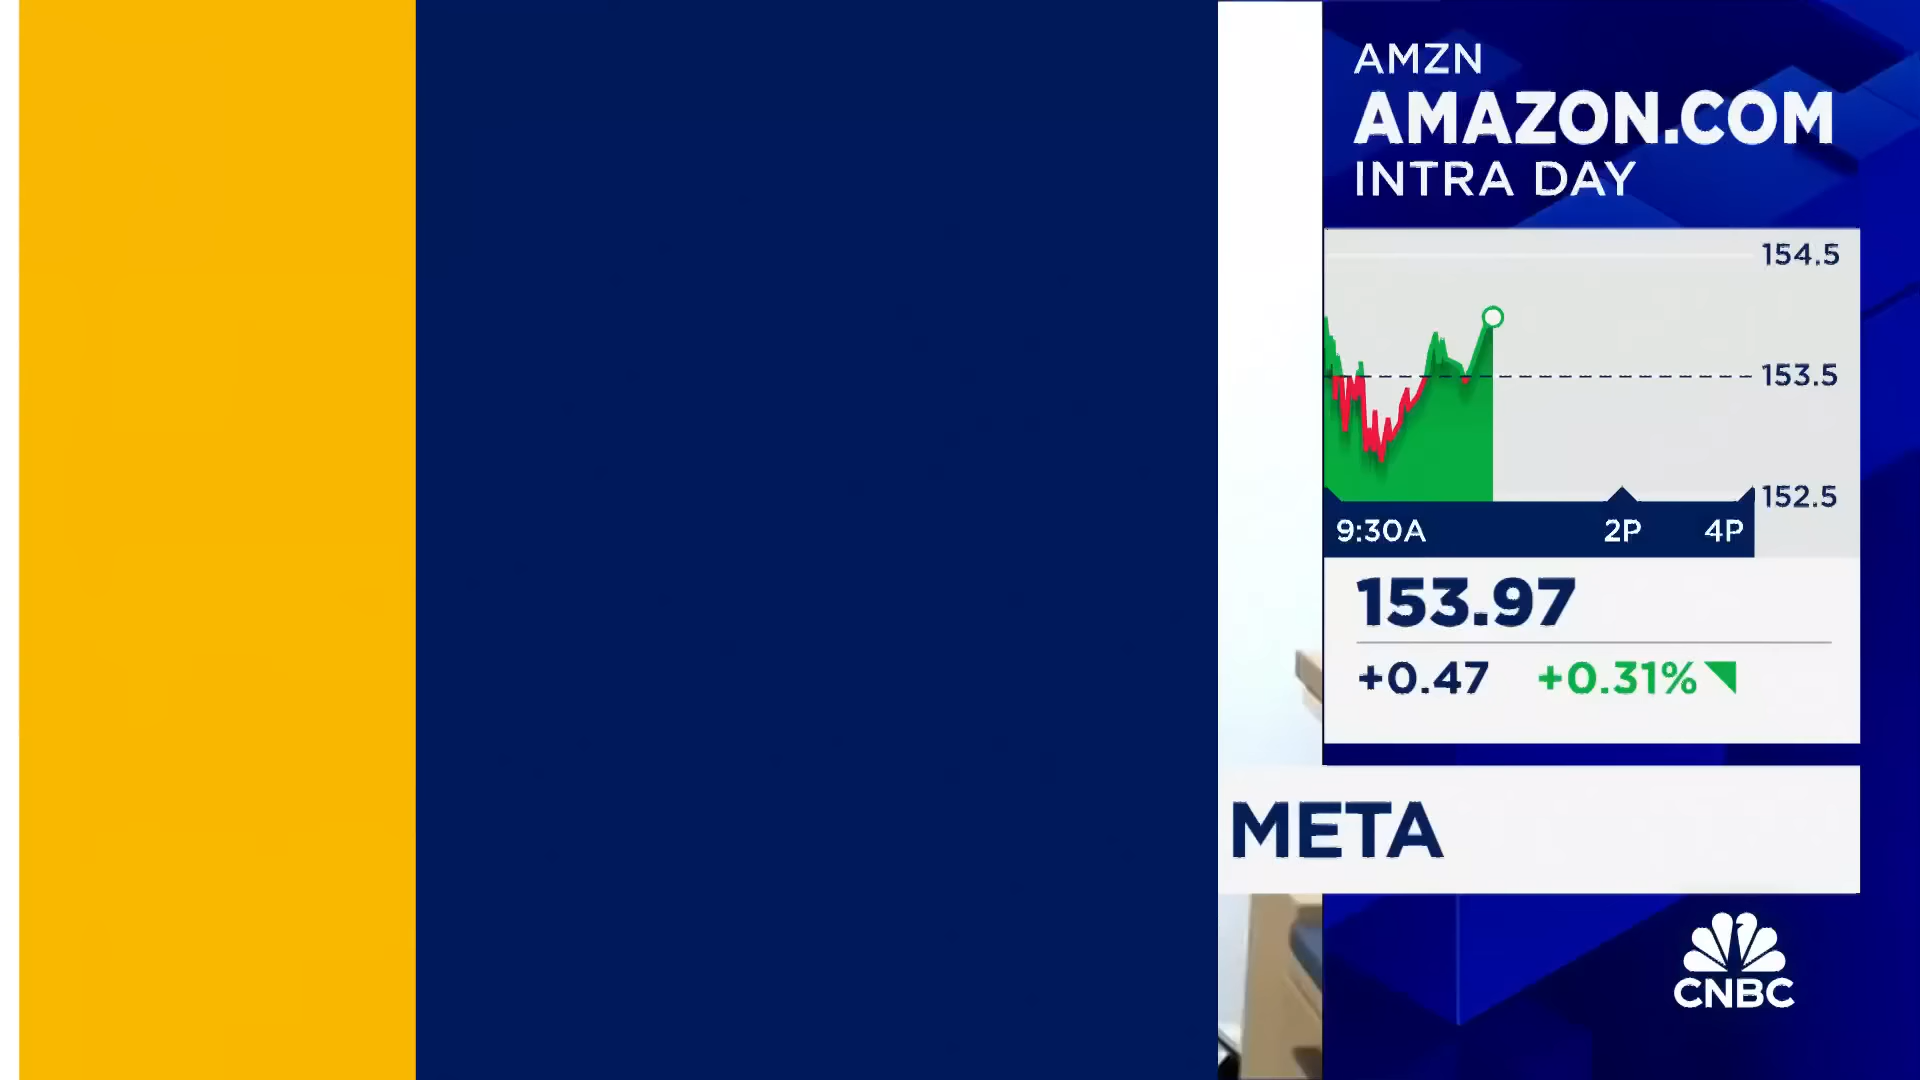 AMZN
AMAZON.COM
INTRA DAY
154.5
153.5
152.5
9:30A 2P 4P
153.97
+0.47 +0.31%
META
CNBC